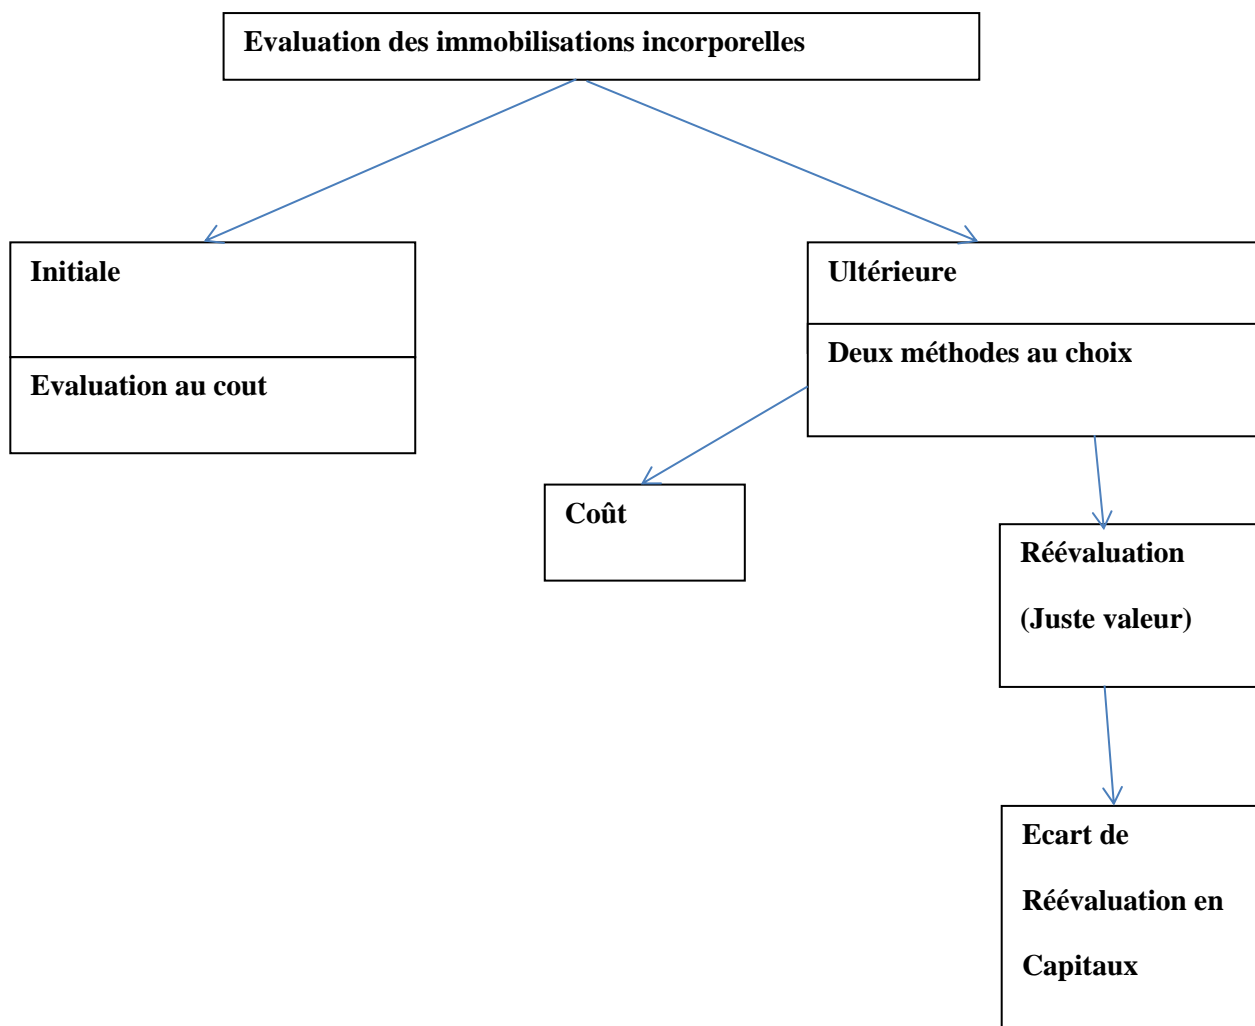 Evaluation des immobilisations incorporelles
Initiale
Evaluation au cout
Ultérieure
Deux méthodes au choix
Coût
Réévaluation
(Juste valeur)
Ecart de
Réévaluation en
Capitaux